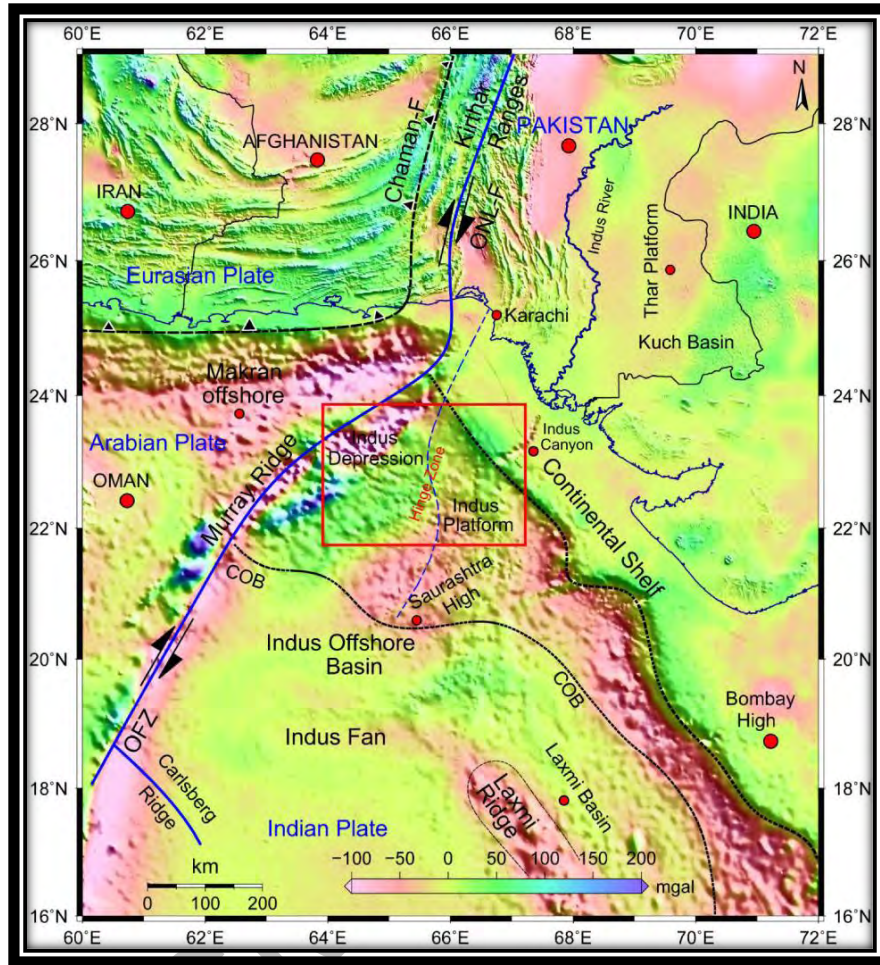 60°E 62°E 64°E 66°E 68°E 70°E 72°E
N
28°N
28°N
Chaman-F
Kirthar
Ranges
PAKISTAN
AFGHANISTAN
IRAN
ONL-F
Indus River
Thar Platform
INDIA
26°N
26°N
Eurasian Plate
Karachi
Kuch Basin
Makran
offshore
24°N
24°N
Arabian Plate
Indus
Depression
Indus
Canyon
OMAN
Murray Ridge
Hinge Zone
Continental Shelf
Indus
Platform
22°N
22°N
COB
Saurashtra
High
Indus Offshore
Basin
20°N
20°N
COB
OFZ
Bombay
High
Indus Fan
Carlsberg
Ridge
Laxmi
Ridge
Laxmi Basin
18°N
18°N
Indian Plate
km
0 100 200
−100 −50 0 50 100 150 200
mgal
16°N
16°N
60°E 62°E 64°E 66°E 68°E 70°E 72°E